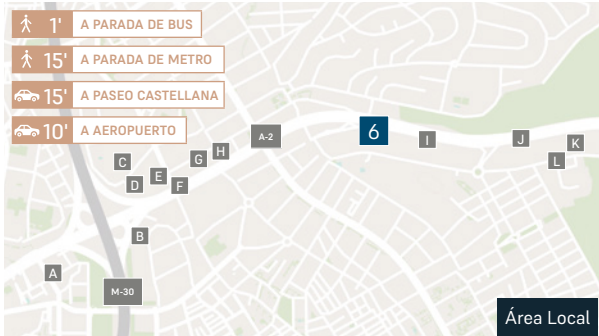 1' A PARADA DE BUS
15' A PARADA DE METRO
15' A PASEO CASTELLANA
10' A AEROPUERTO
A-2
6
I
J
K
L
H
G
C
E
D
F
B
A
M-30
Área Local